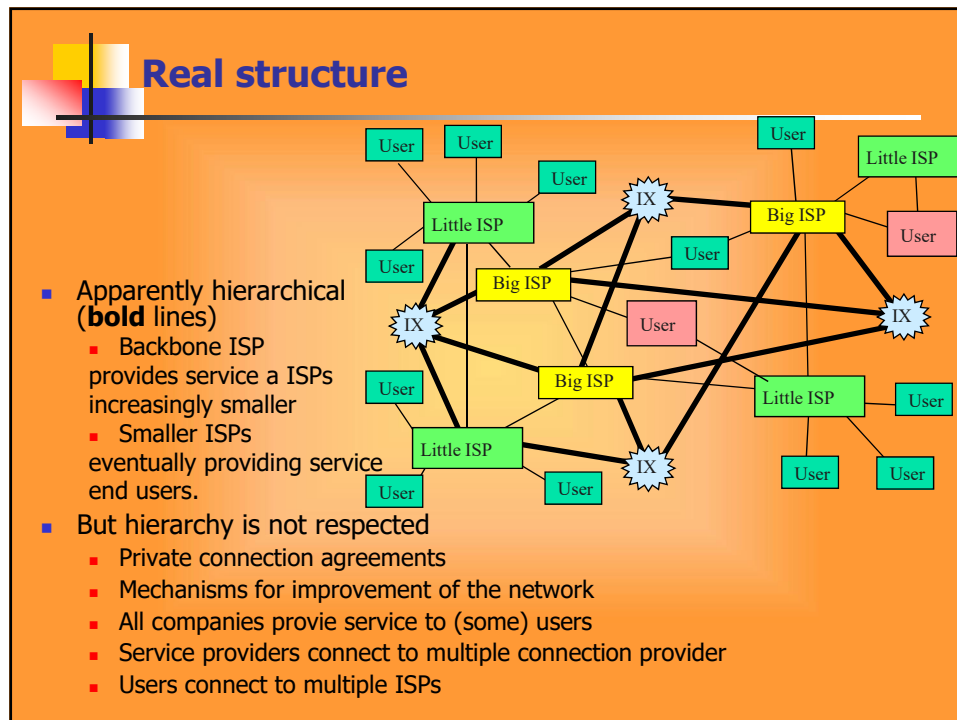 Real structure
User
User
User
User
Little ISP
IX
Big ISP
Little ISP
User
Big ISP
User
User
Big ISP
IX
User
IX
Big ISP
User
Little ISP
User
Little ISP
IX
User
User
User
User
Apparently hierarchical
(bold lines)
Backbone ISP
provides service a ISPs
increasingly smaller
Smaller ISPs
eventually providing service
end users.
But hierarchy is not respected
Private connection agreements
Mechanisms for improvement of the network
All companies provie service to (some) users
Service providers connect to multiple connection provider
Users connect to multiple ISPs